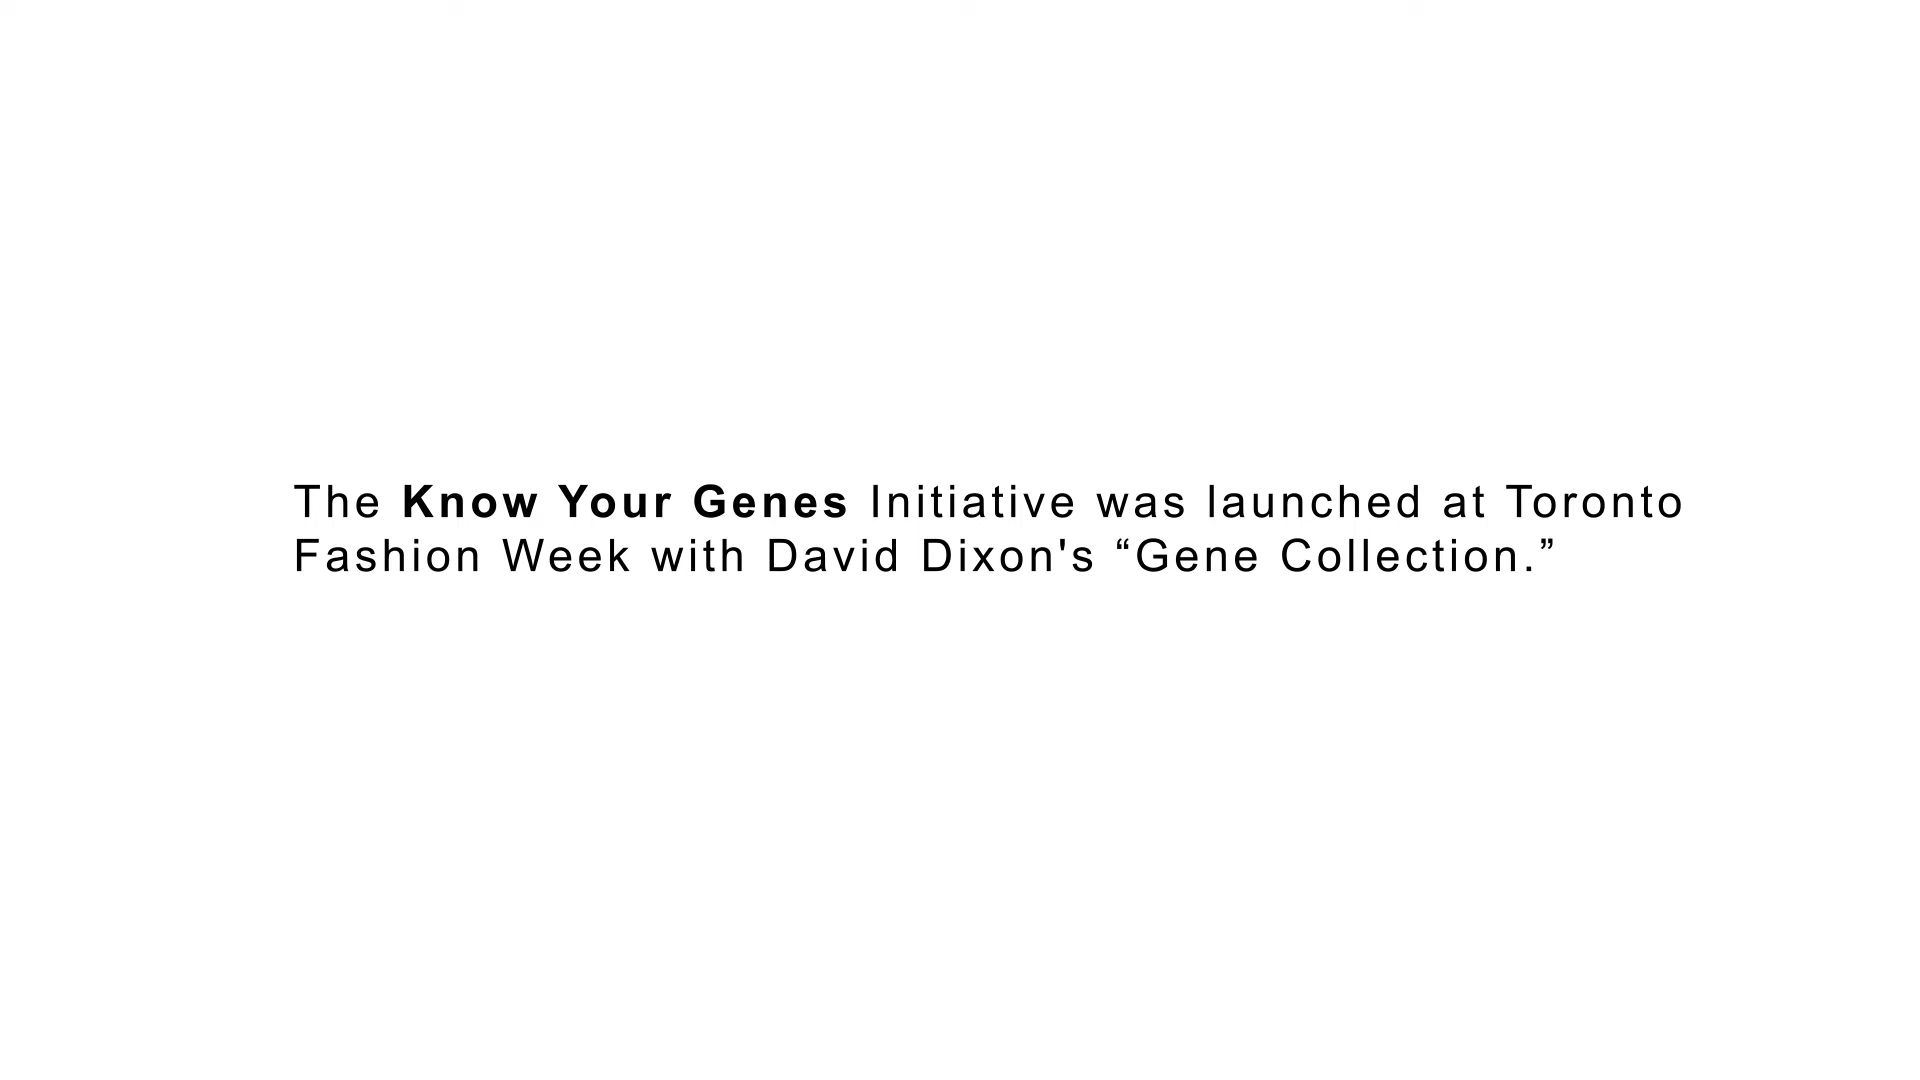 The Know Your Genes Initiative was launched at Toronto
Fashion Week with David Dixon's “Gene Collection.”